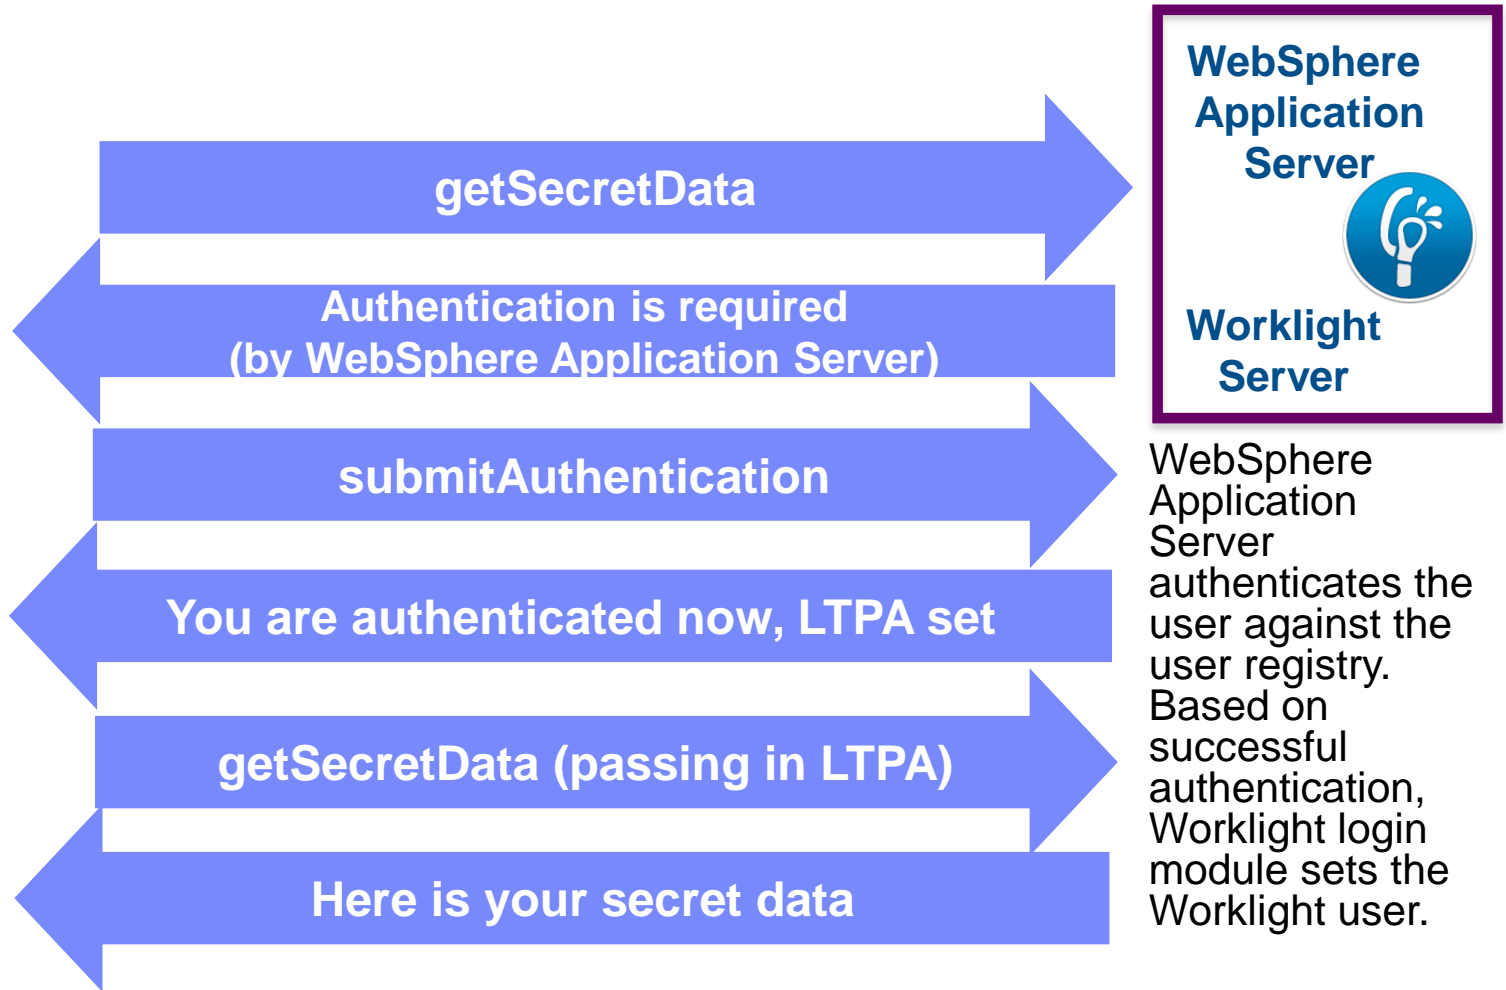 WebSphere
Application
Server
Worklight
Server
getSecretData
Authentication is required
(by WebSphere Application Server)
submitAuthentication
You are authenticated now, LTPA set
getSecretData (passing in LTPA)
Here is your secret data
WebSphere
Application
Server
authenticates the
user against the
user registry.
Based on
successful
authentication,
Worklight login
module sets the
Worklight user.